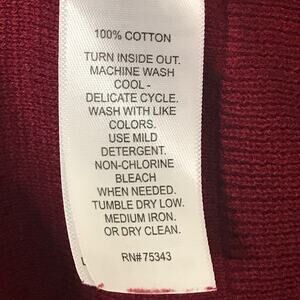 100% COTTON
TURN INSIDE OUT.
MACHINE WASH
COOL -
DELICATE CYCLE.
WASH WITH LIKE
COLORS.
USE MILD
DETERGENT.
NON-CHLORINE
BLEACH
WHEN NEEDED.
TUMBLE DRY LOW.
MEDIUM IRON.
OR DRY CLEAN.
RN#75343